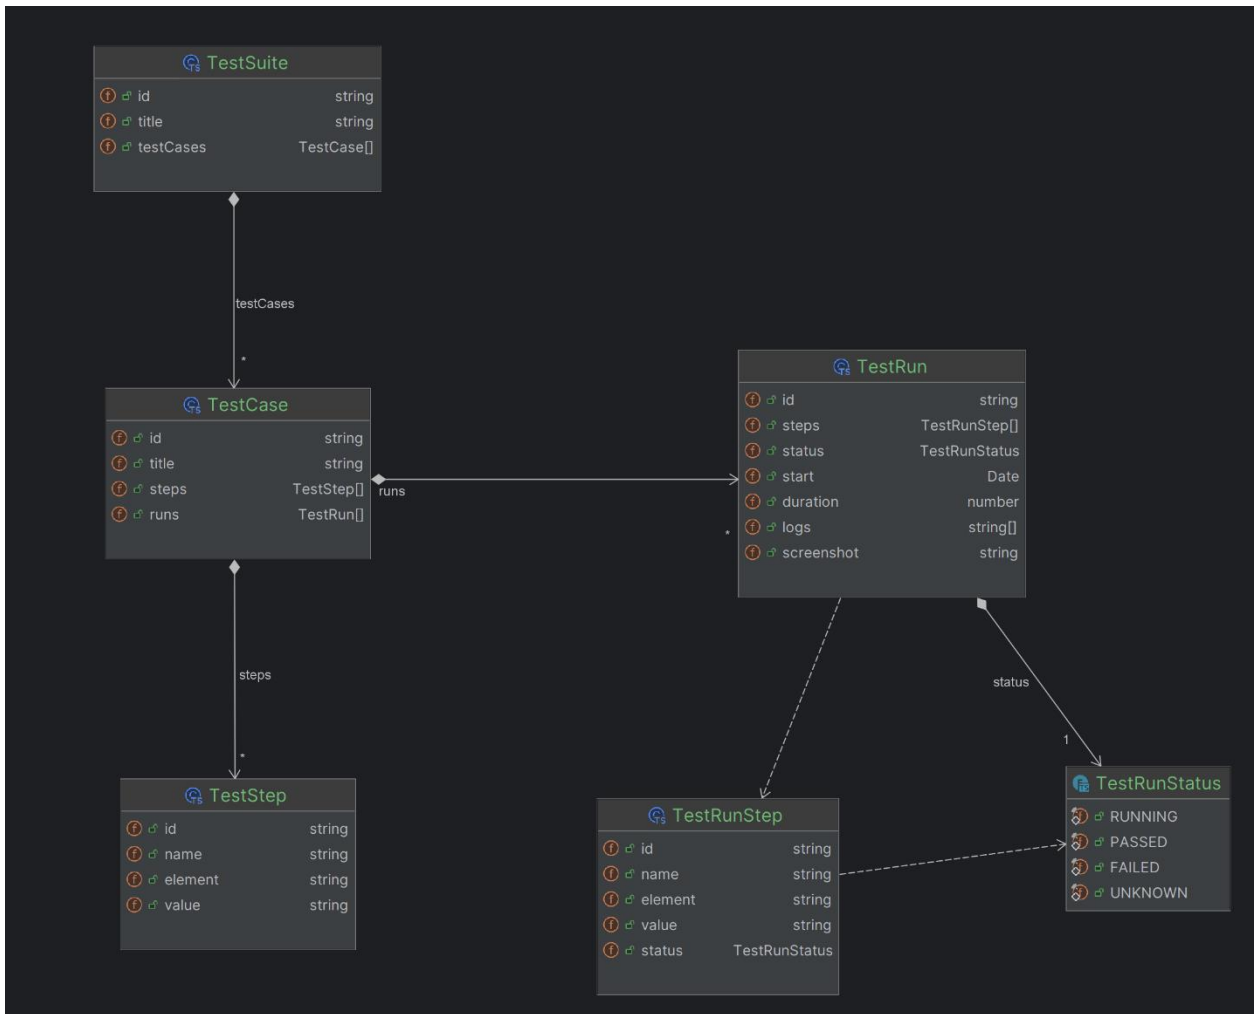 TestSuite
id string
title string
testCases TestCase[]
testCases
*
TestCase
id string
title string
steps TestStep[]
runs TestRun[]
runs
*
TestRun
id string
steps TestRunStep[]
status TestRunStatus
start Date
duration number
logs string[]
screenshot string
steps
*
status
1
TestStep
id string
name string
element string
value string
TestRunStep
id string
name string
element string
value string
status TestRunStatus
TestRunStatus
RUNNING
PASSED
FAILED
UNKNOWN